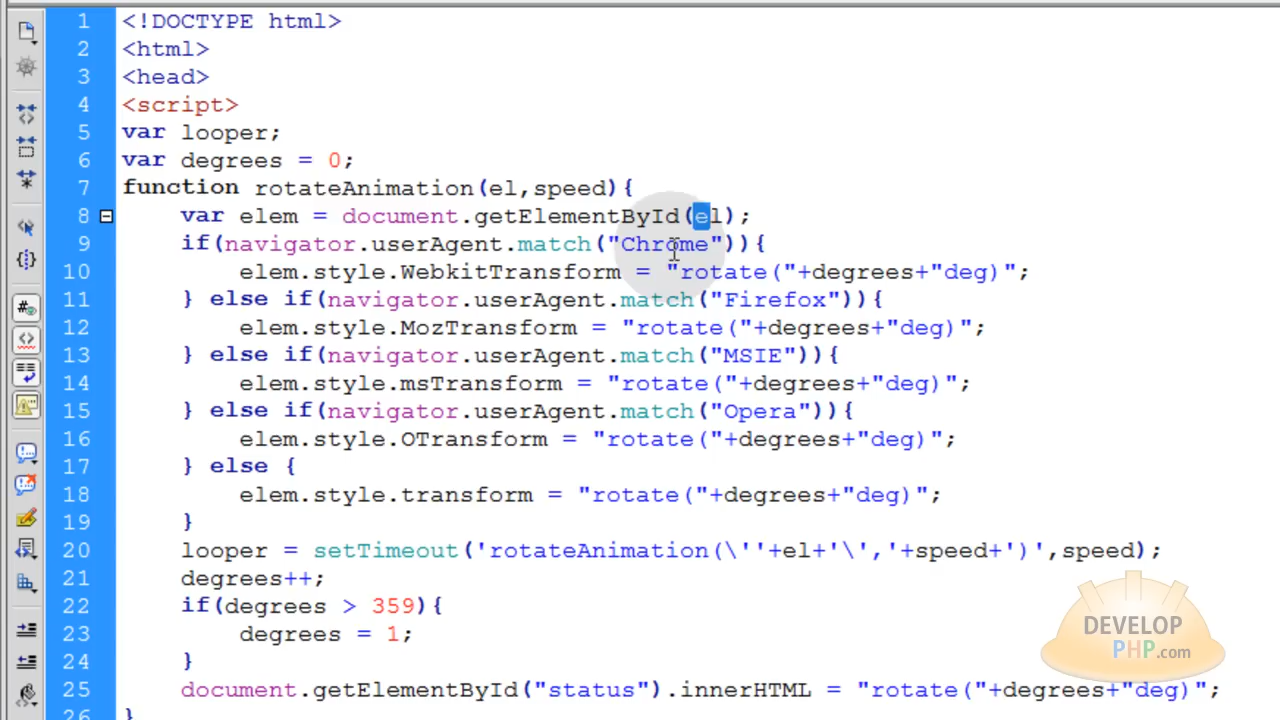 1 <!DOCTYPE html>
2 <html>
3 <head>
4 <script>
5 var looper;
6 var degrees = 0;
7 function rotateAnimation(el,speed){
8 var elem = document.getElementById(el);
9 if(navigator.userAgent.match("Chrome")){
10 elem.style.WebkitTransform = "rotate("+degrees+"deg)";
11 } else if(navigator.userAgent.match("Firefox")){
12 elem.style.MozTransform = "rotate("+degrees+"deg)";
13 } else if(navigator.userAgent.match("MSIE")){
14 elem.style.msTransform = "rotate("+degrees+"deg)";
15 } else if(navigator.userAgent.match("Opera")){
16 elem.style.OTransform = "rotate("+degrees+"deg)";
17 } else {
18 elem.style.transform = "rotate("+degrees+"deg)";
19 }
20 looper = setTimeout('rotateAnimation(\''+el+'\','+speed+')',speed);
21 degrees++;
22 if(degrees > 359){
23 degrees = 1;
24 }
25 document.getElementById("status").innerHTML = "rotate("+degrees+"deg)";
26 }
DEVELOP
PHP.com